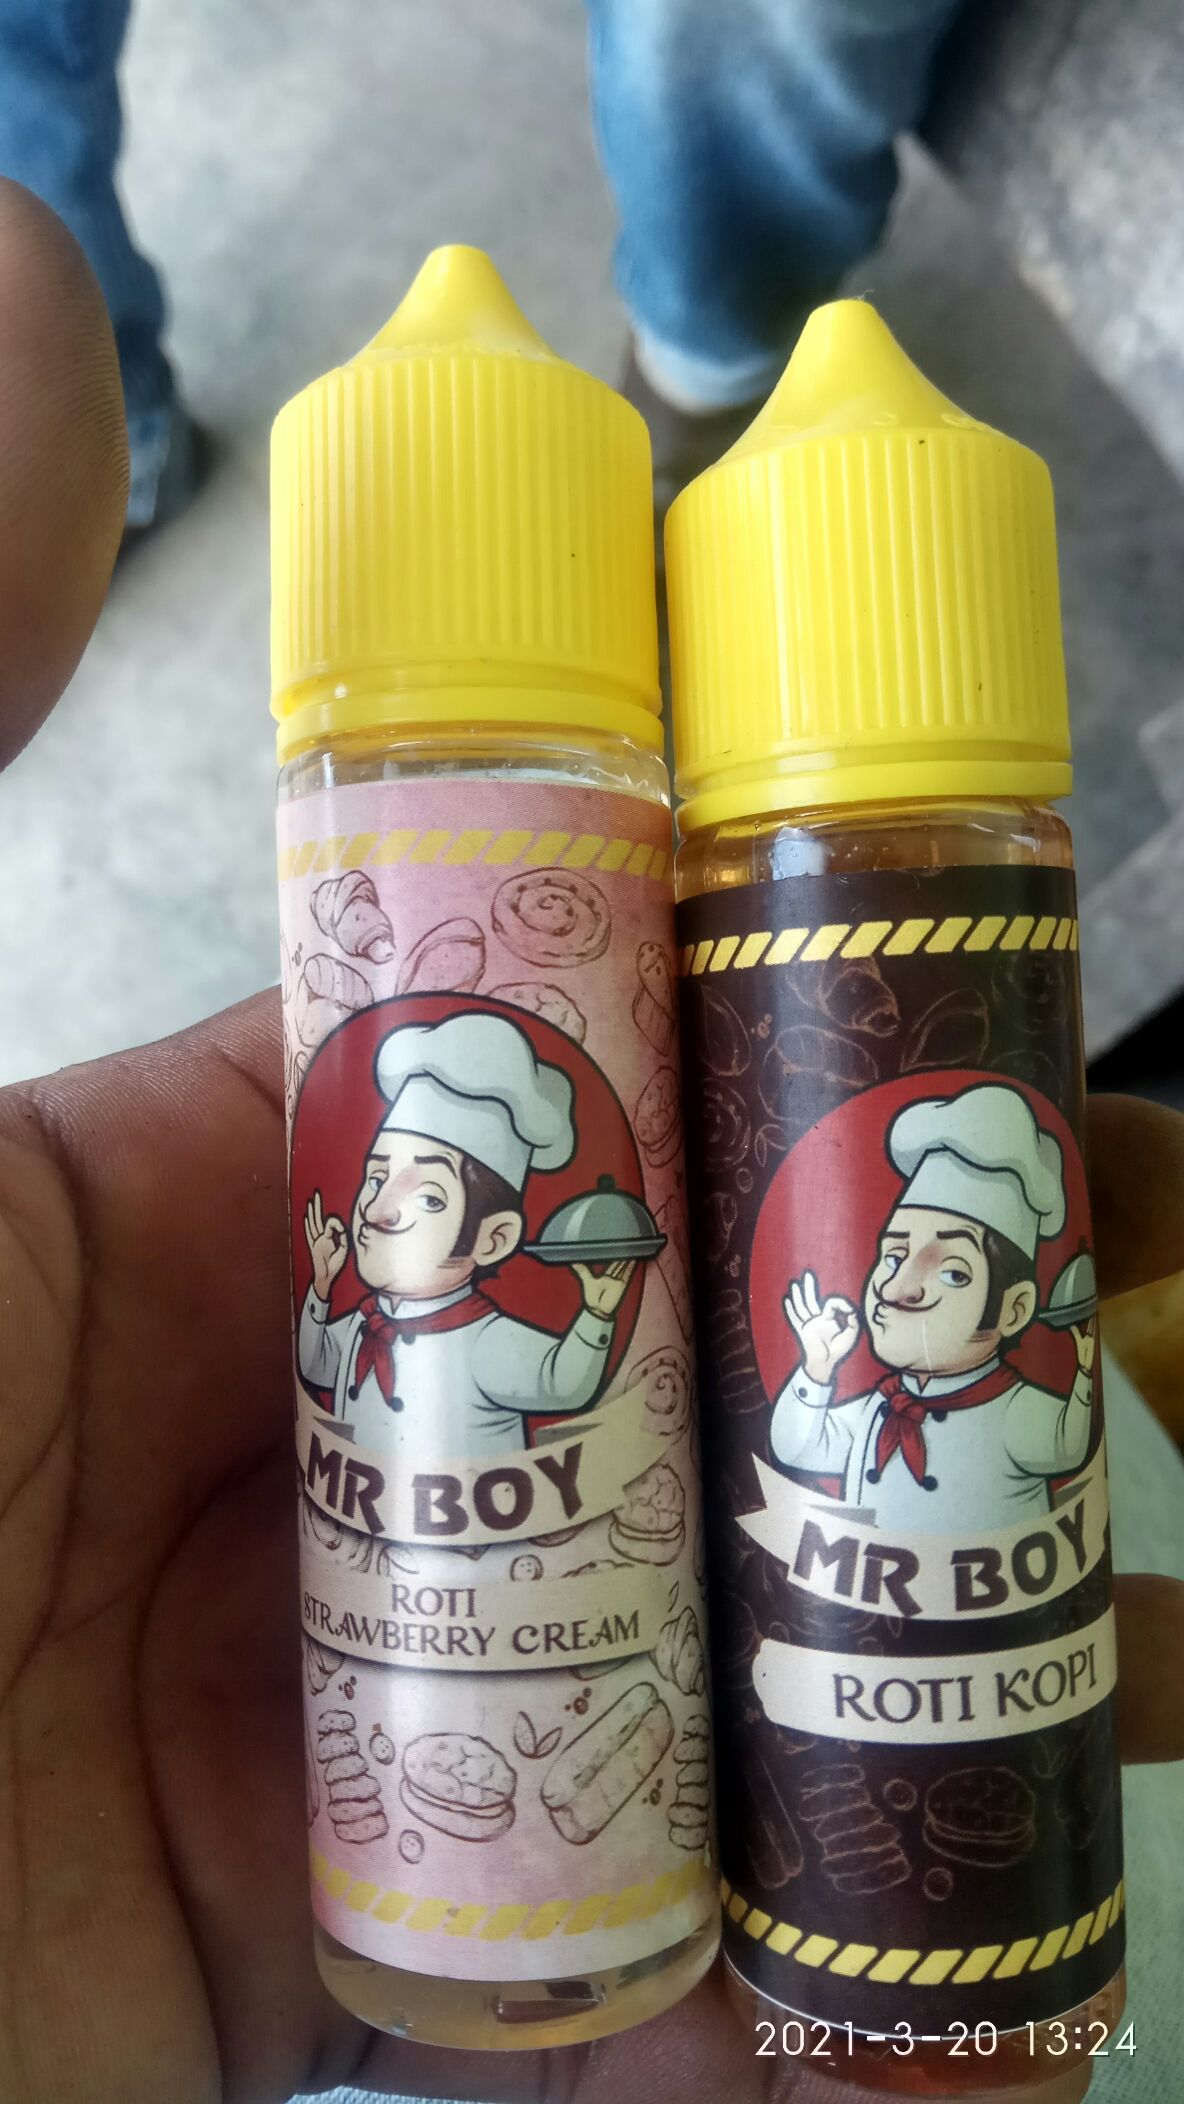 MR BOY
ROTI
STRAWBERRY CREAM
MR BOY
ROTI KOPI
2021-3-20 13:24